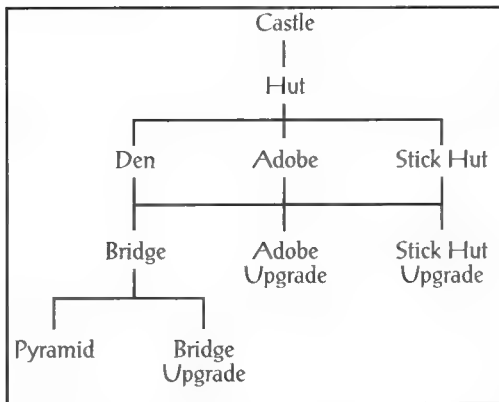 Castle
Hut
Den Adobe Stick Hut
Bridge Adobe Upgrade Stick Hut Upgrade
Pyramid Bridge Upgrade